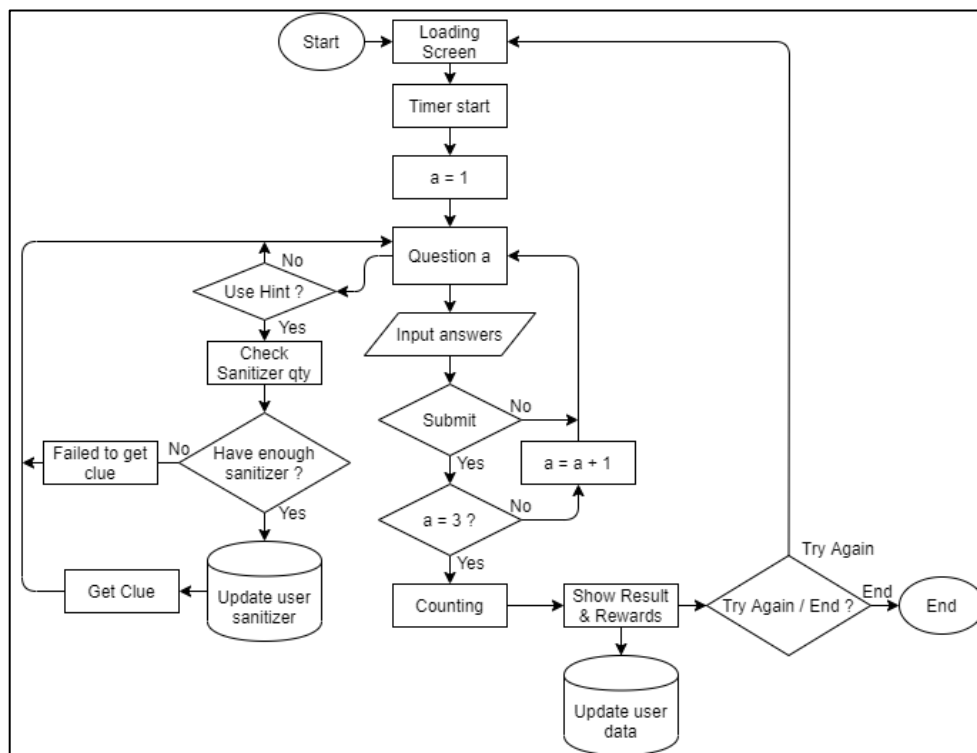 Start
Loading
Screen
Timer start
a = 1
Question a
No
Use Hint ?
Yes
Input answers
Check
Sanitizer qty
Submit
No
Yes
a = a + 1
Have enough
sanitizer ?
No
Failed to get
clue
Yes
a = 3 ?
No
Yes
Update user
sanitizer
Get Clue
Counting
Show Result
& Rewards
Try Again
Try Again / End ?
End
End
Update user
data